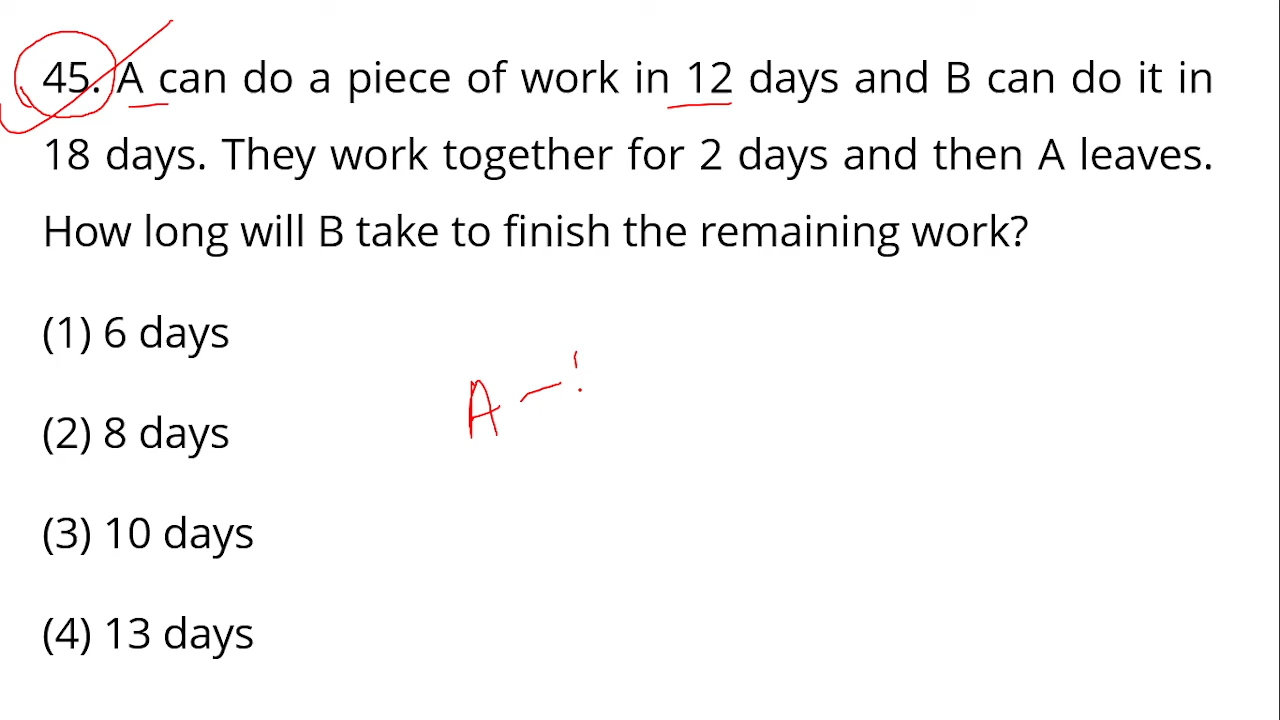 45. A can do a piece of work in 12 days and B can do it in
18 days. They work together for 2 days and then A leaves.
How long will B take to finish the remaining work?
(1) 6 days
A –
(2) 8 days
(3) 10 days
(4) 13 days